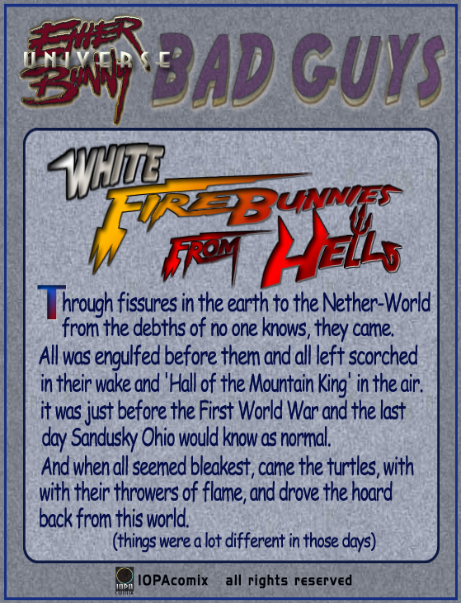 ETHER
UNIVERSE
BUNNY
BAD GUYS
WHITE
FIREBUNNIES
FROM HELL
Through fissures in the earth to the Nether-World
from the debths of no one knows, they came.
All was engulfed before them and all left scorched
in their wake and 'Hall of the Mountain King' in the air.
it was just before the First World War and the last
day Sandusky Ohio would know as normal.
And when all seemed bleakest, came the turtles, with
with their throwers of flame, and drove the hoard
back from this world.
(things were a lot different in those days)
IOPAcomix all rights reserved